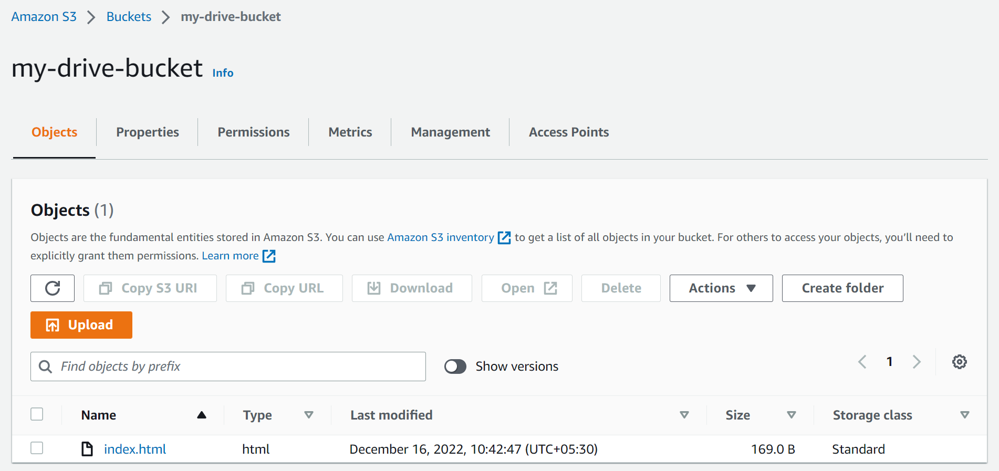 Amazon S3 > Buckets > my-drive-bucket
my-drive-bucket Info
Objects Properties Permissions Metrics Management Access Points
Objects (1)
Objects are the fundamental entities stored in Amazon S3. You can use Amazon S3 inventory to get a list of all objects in your bucket. For others to access your objects, you’ll need to
explicitly grant them permissions. Learn more
Copy S3 URI Copy URL Download Open Delete Actions Create folder
Upload
Find objects by prefix Show versions 1
Name Type Last modified Size Storage class
index.html html December 16, 2022, 10:42:47 (UTC+05:30) 169.0 B Standard